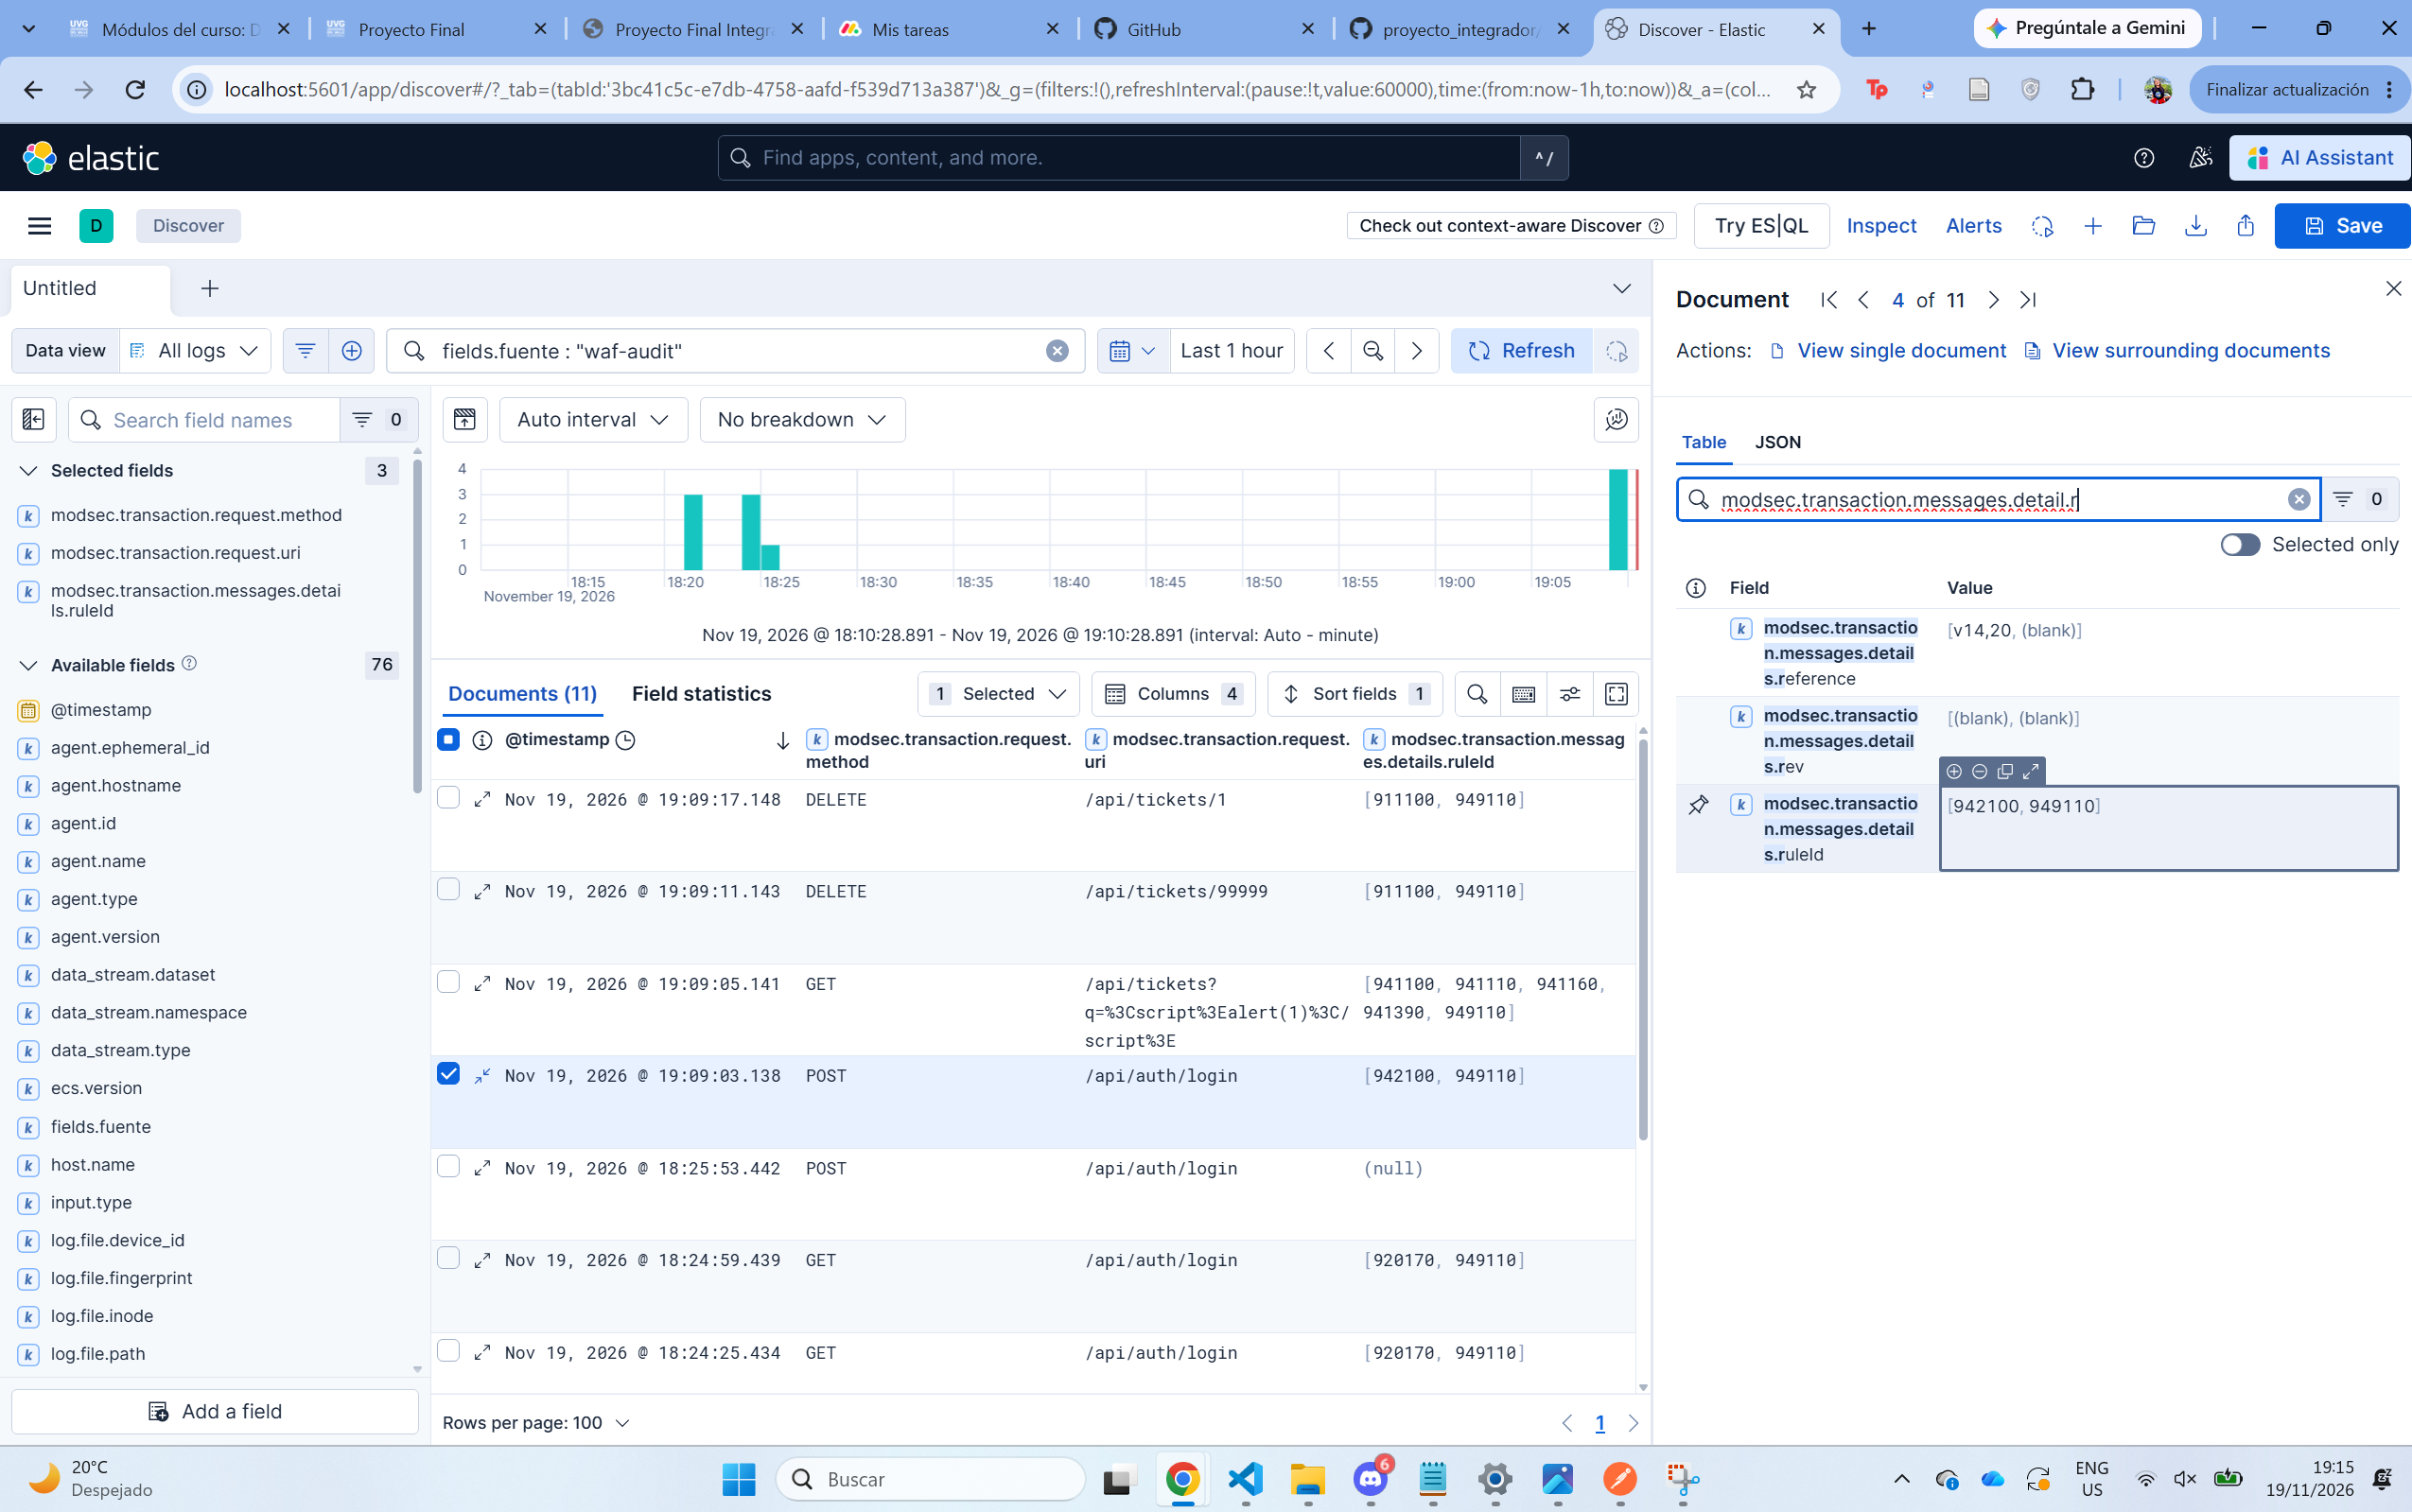 Módulos del curso: D
Proyecto Final
Proyecto Final Integra
Mis tareas
GitHub
proyecto_integrador/
Discover - Elastic
Pregúntale a Gemini
localhost:5601/app/discover#/?_tab=(tabId:'3bc41c5c-e7db-4758-aafd-f539d713a387')&_g=(filters:!(),refreshInterval:(pause:!t,value:60000),time:(from:now-1h,to:now))&_a=(col...
Finalizar actualización
elastic
Find apps, content, and more.
^ /
AI Assistant
D
Discover
Check out context-aware Discover
Try ES|QL
Inspect
Alerts
Save
Untitled
Data view
All logs
fields.fuente : "waf-audit"
Last 1 hour
Refresh
Search field names
0
Selected fields
3
modsec.transaction.request.method
modsec.transaction.request.uri
modsec.transaction.messages.detai
ls.ruleId
Available fields
76
@timestamp
agent.ephemeral_id
agent.hostname
agent.id
agent.name
agent.type
agent.version
data_stream.dataset
data_stream.namespace
data_stream.type
ecs.version
fields.fuente
host.name
input.type
log.file.device_id
log.file.fingerprint
log.file.inode
log.file.path
Add a field
Auto interval
No breakdown
4
3
2
1
0
18:15 18:20 18:25 18:30 18:35 18:40 18:45 18:50 18:55 19:00 19:05
November 19, 2026
Nov 19, 2026 @ 18:10:28.891 - Nov 19, 2026 @ 19:10:28.891 (interval: Auto - minute)
Documents (11)
Field statistics
1 Selected
Columns 4
Sort fields 1
@timestamp
modsec.transaction.request.
method
modsec.transaction.request.
uri
modsec.transaction.messag
es.details.ruleId
Nov 19, 2026 @ 19:09:17.148 DELETE /api/tickets/1 [911100, 949110]
Nov 19, 2026 @ 19:09:11.143 DELETE /api/tickets/99999 [911100, 949110]
Nov 19, 2026 @ 19:09:05.141 GET /api/tickets? [941100, 941110, 941160,
q=%3Cscript%3Ealert(1)%3C/ 941390, 949110]
script%3E
Nov 19, 2026 @ 19:09:03.138 POST /api/auth/login [942100, 949110]
Nov 19, 2026 @ 18:25:53.442 POST /api/auth/login (null)
Nov 19, 2026 @ 18:24:59.439 GET /api/auth/login [920170, 949110]
Nov 19, 2026 @ 18:24:25.434 GET /api/auth/login [920170, 949110]
Rows per page: 100
1
Document
4 of 11
Actions:
View single document
View surrounding documents
Table
JSON
modsec.transaction.messages.detail.r
0
Selected only
Field
Value
modsec.transactio
n.messages.detail
s.reference
[v14,20, (blank)]
modsec.transactio
n.messages.detail
s.rev
[(blank), (blank)]
modsec.transactio
n.messages.detail
s.ruleId
[942100, 949110]
20°C
Despejado
Buscar
6
ENG
US
19:15
19/11/2026